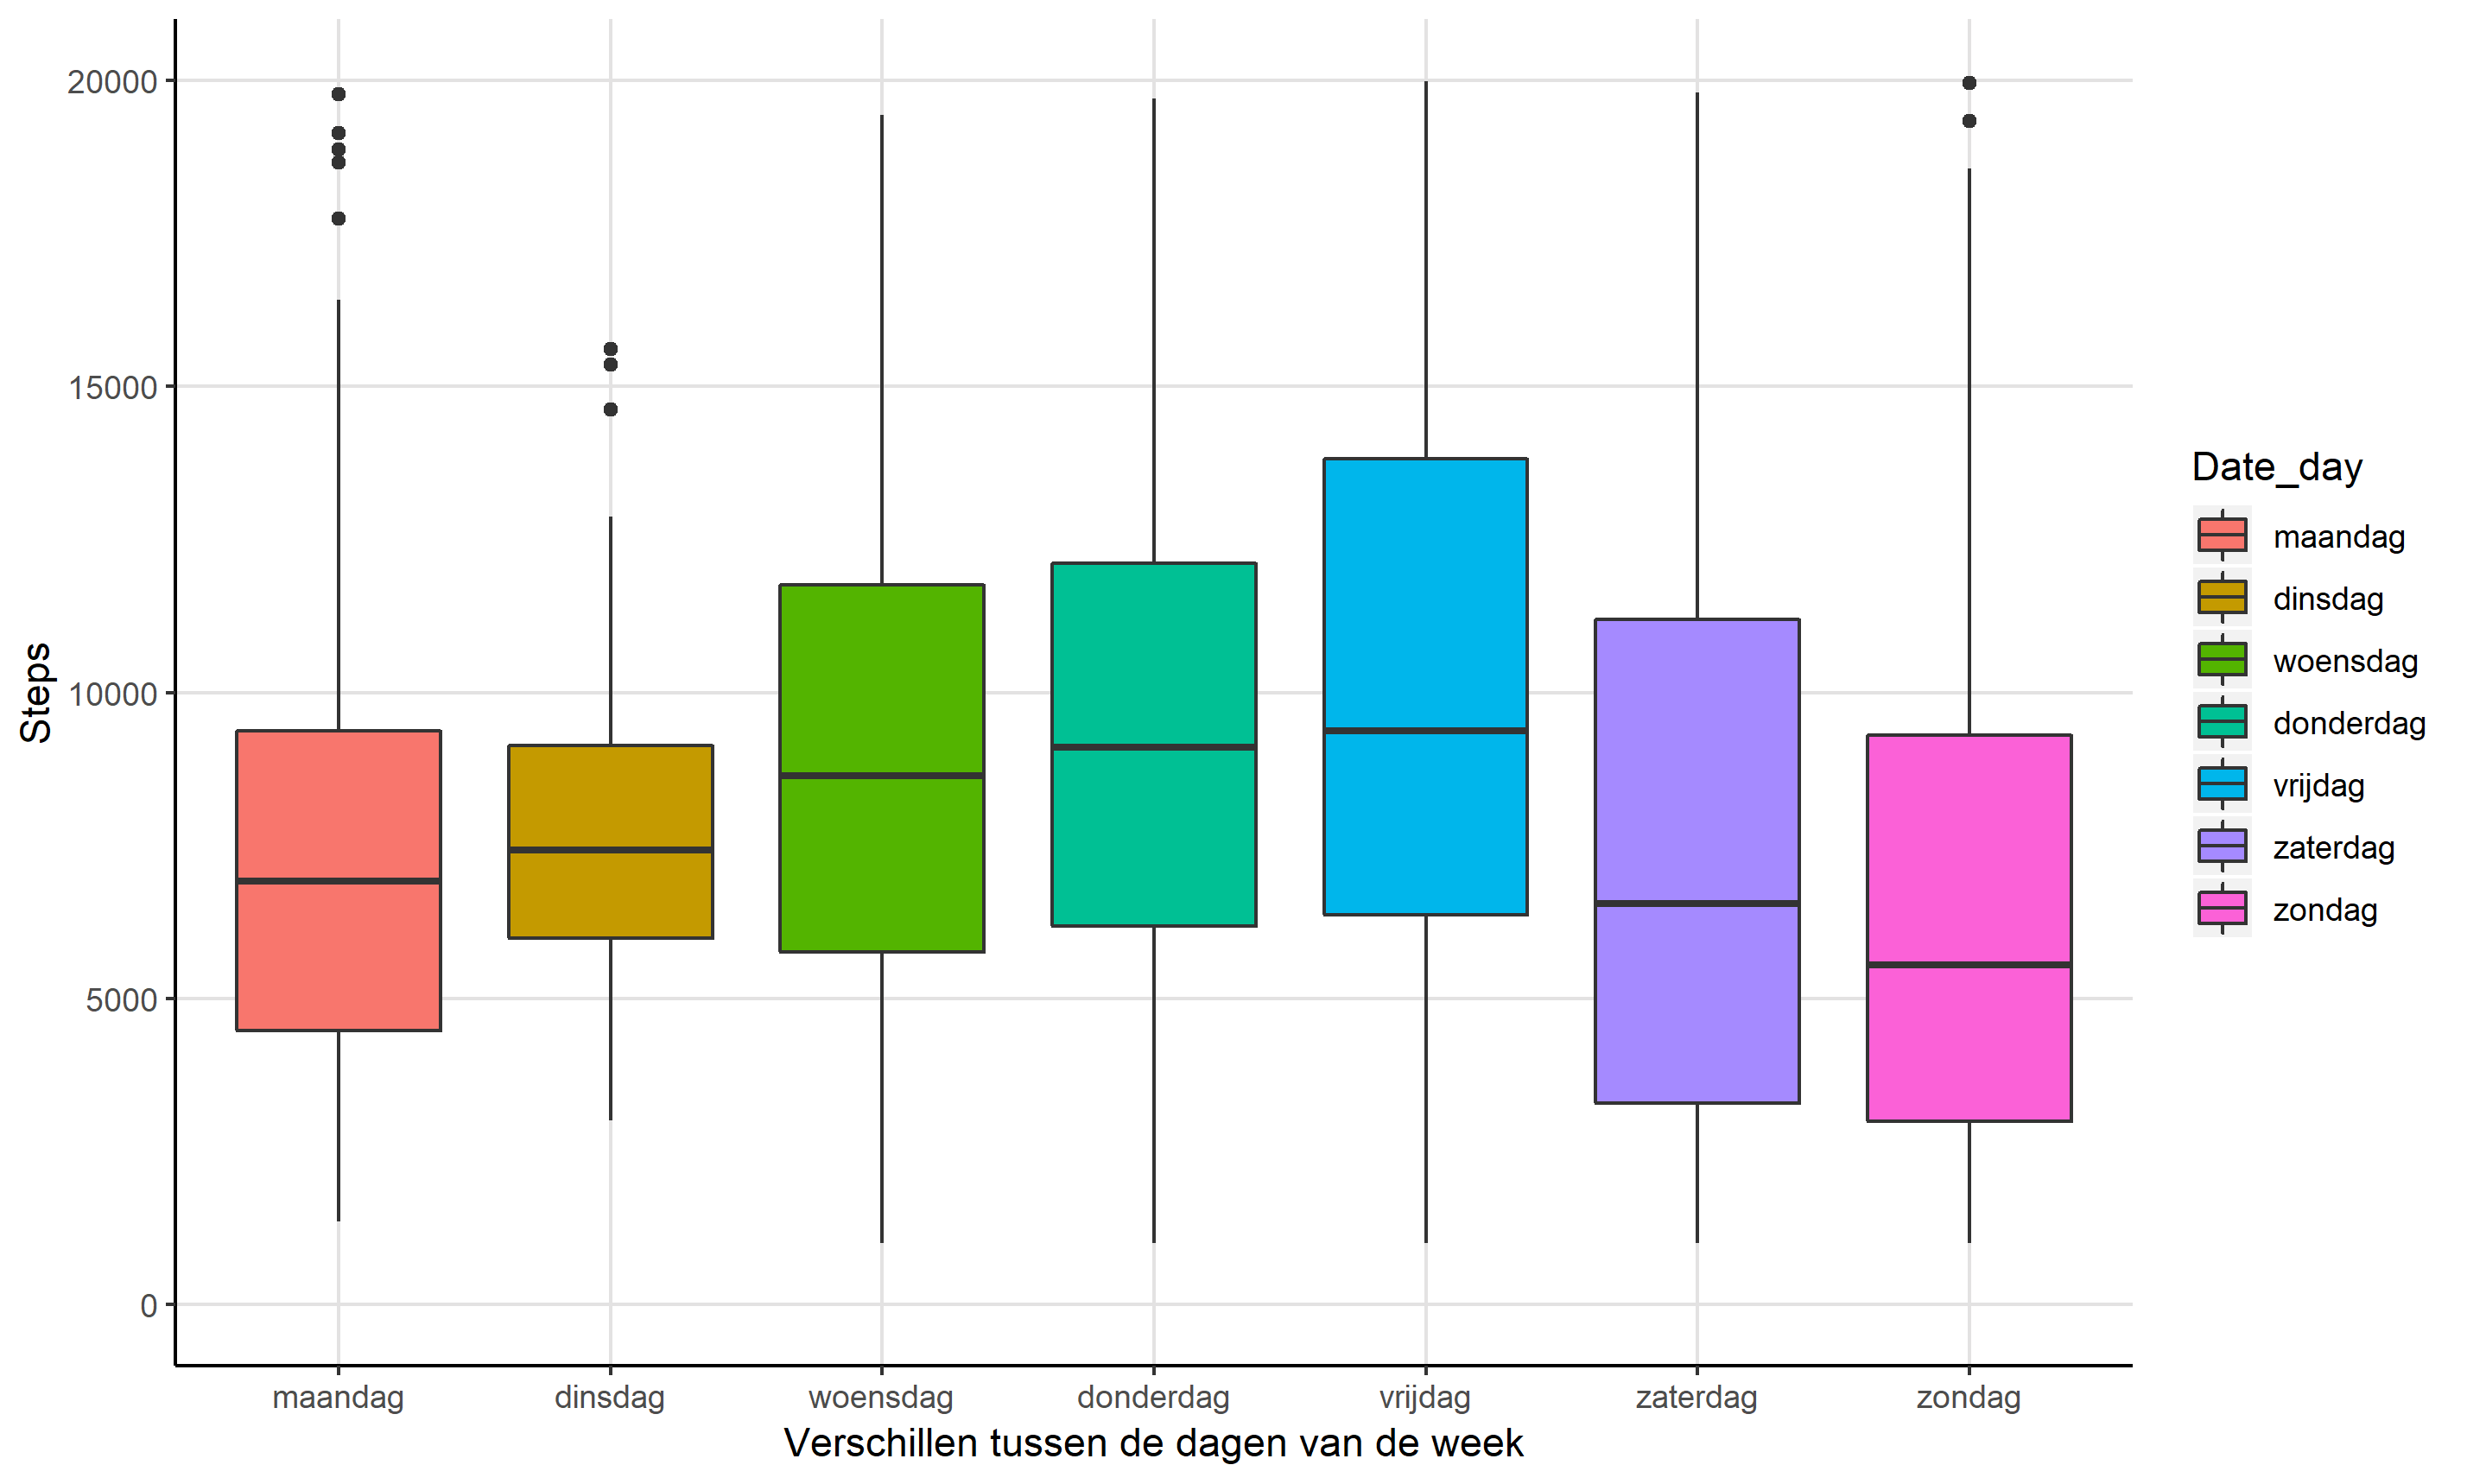 20000
15000
10000
5000
0
Steps
maandag dinsdag woensdag donderdag vrijdag zaterdag zondag
Verschillen tussen de dagen van de week
Date_day
maandag
dinsdag
woensdag
donderdag
vrijdag
zaterdag
zondag